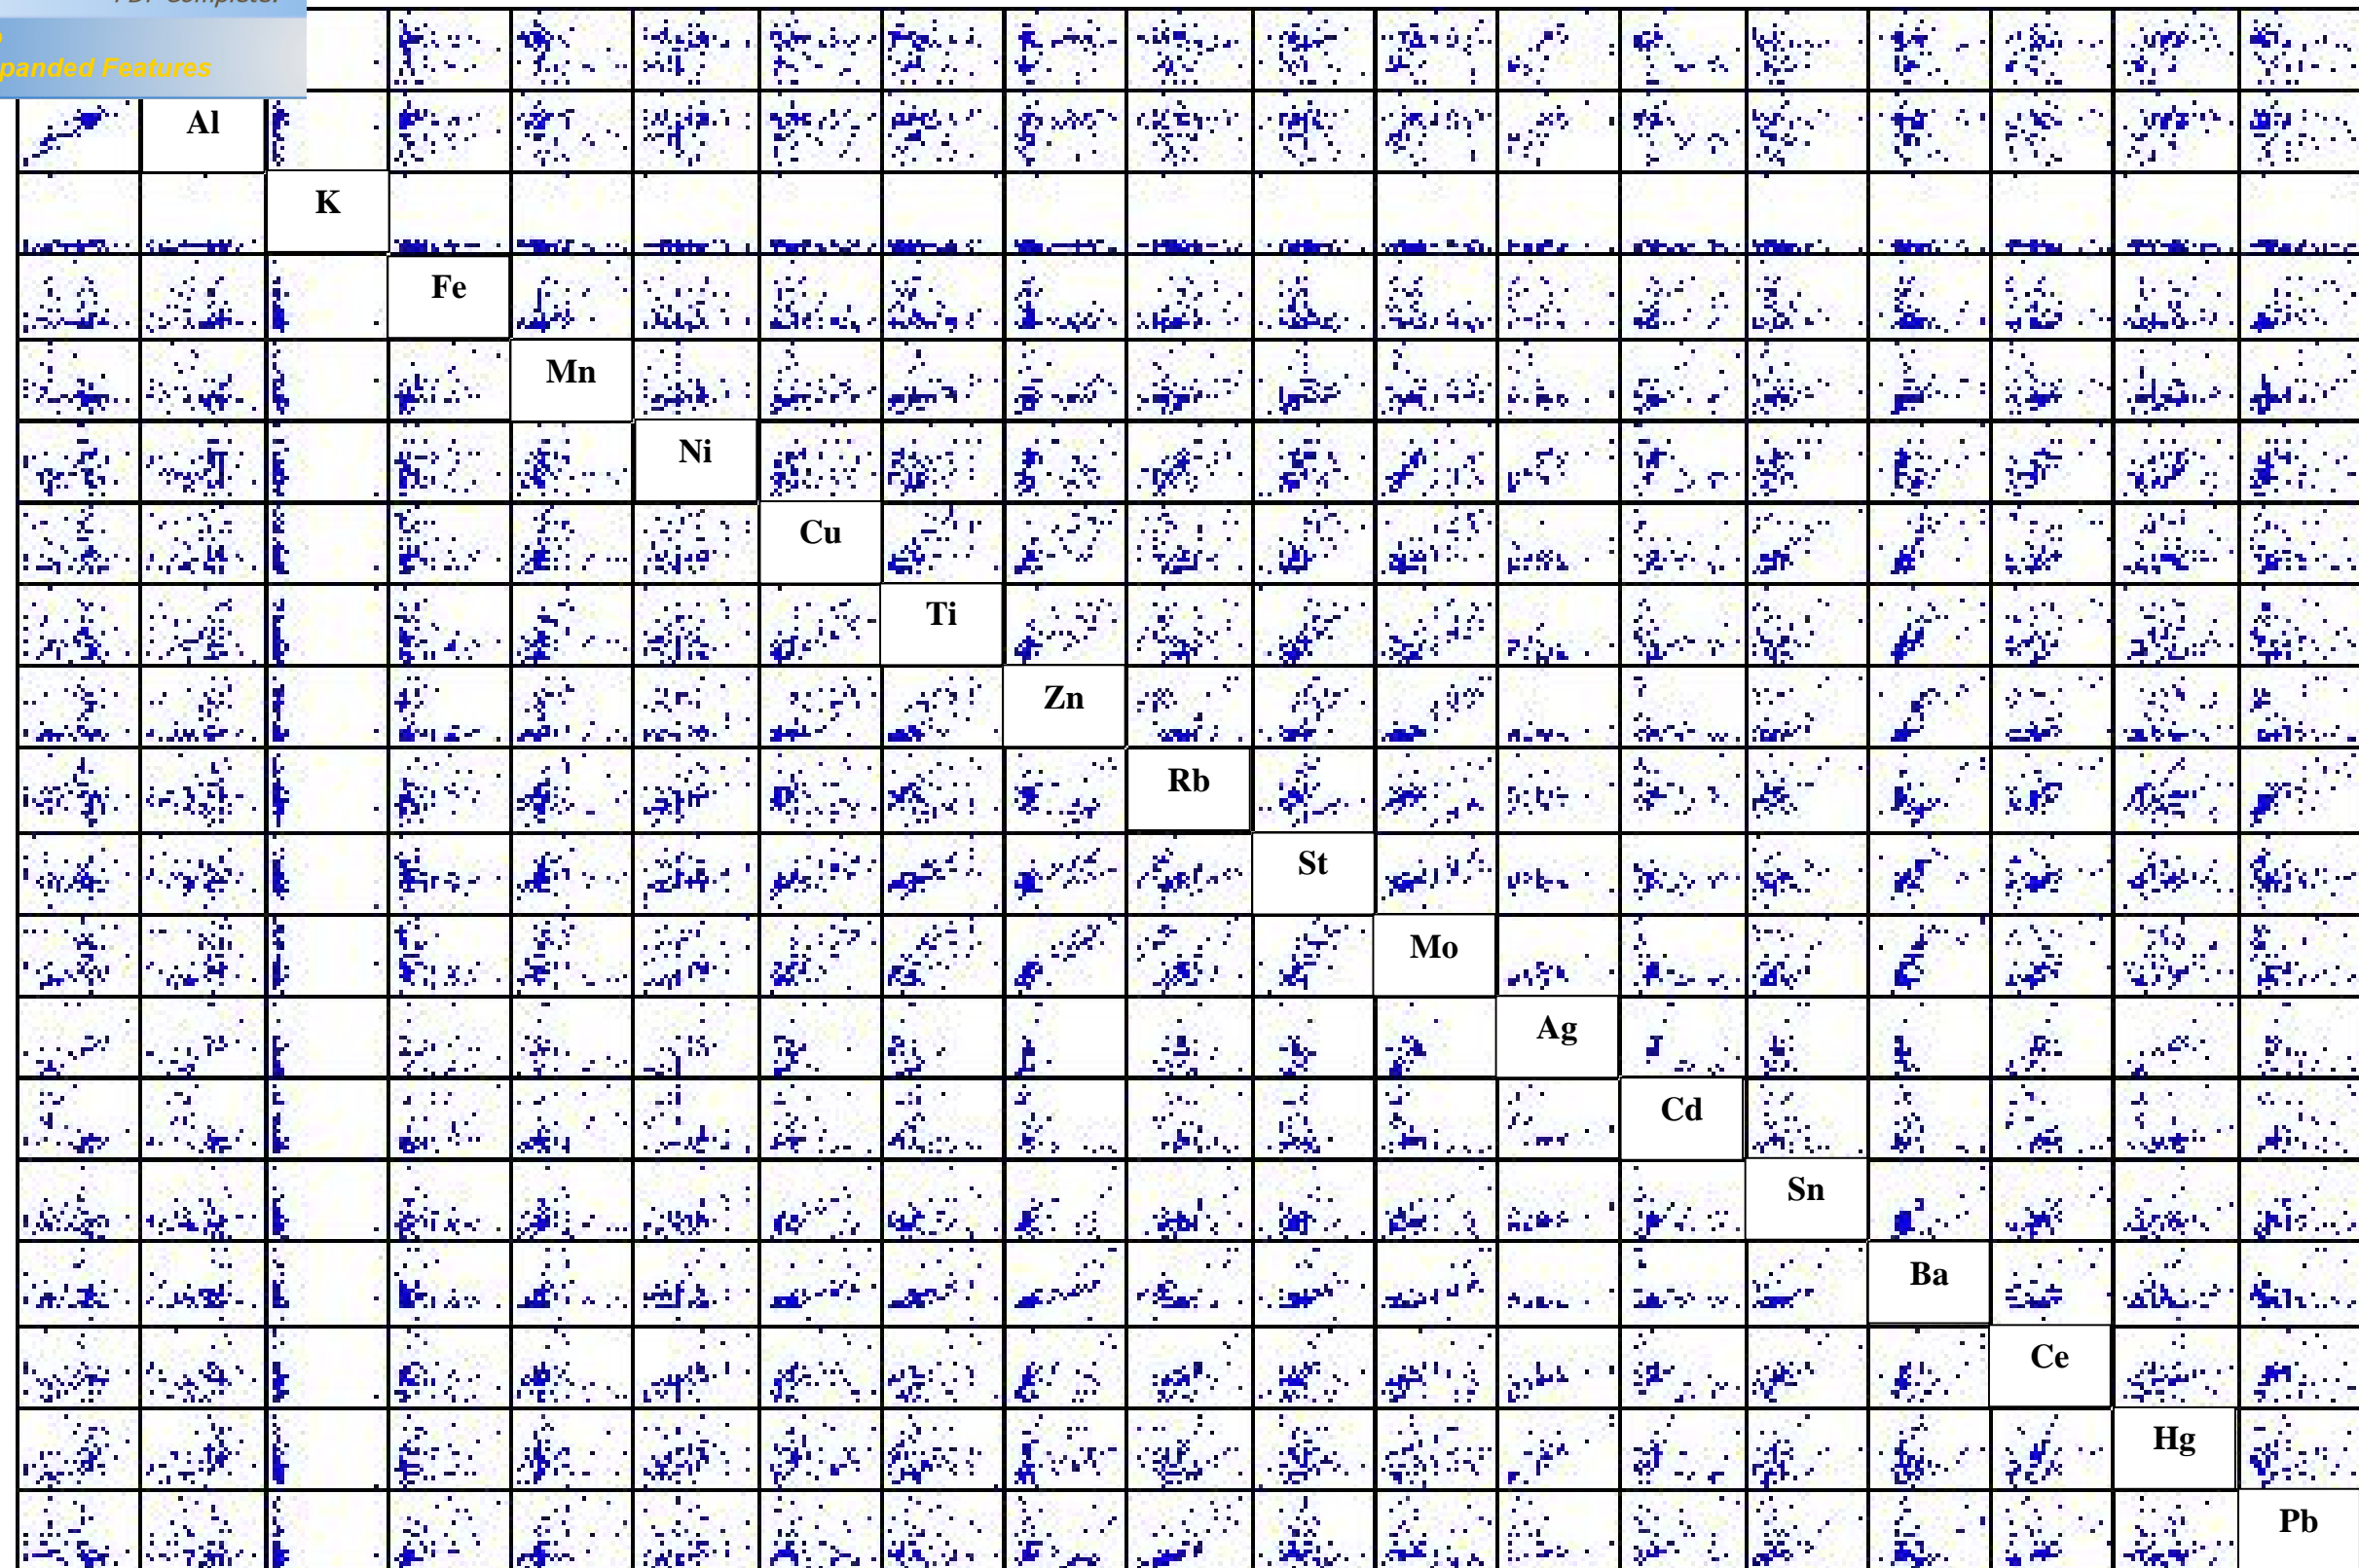 panded Features
Al
K
Fe
Mn
Ni
Cu
Ti
Zn
Rb
St
Mo
Ag
Cd
Sn
Ba
Ce
Hg
Pb